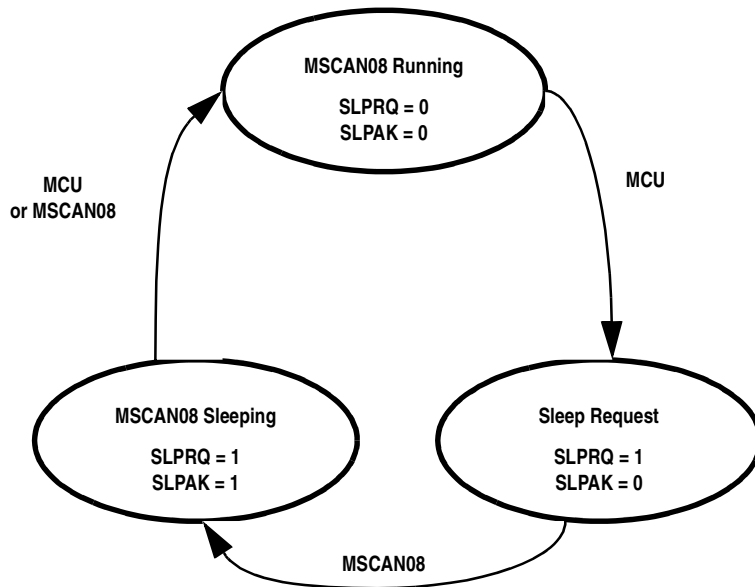 MSCAN08 Running
SLPRQ = 0
SLPAK = 0
MCU
or MSCAN08
MCU
MSCAN08 Sleeping
SLPRQ = 1
SLPAK = 1
Sleep Request
SLPRQ = 1
SLPAK = 0
MSCAN08